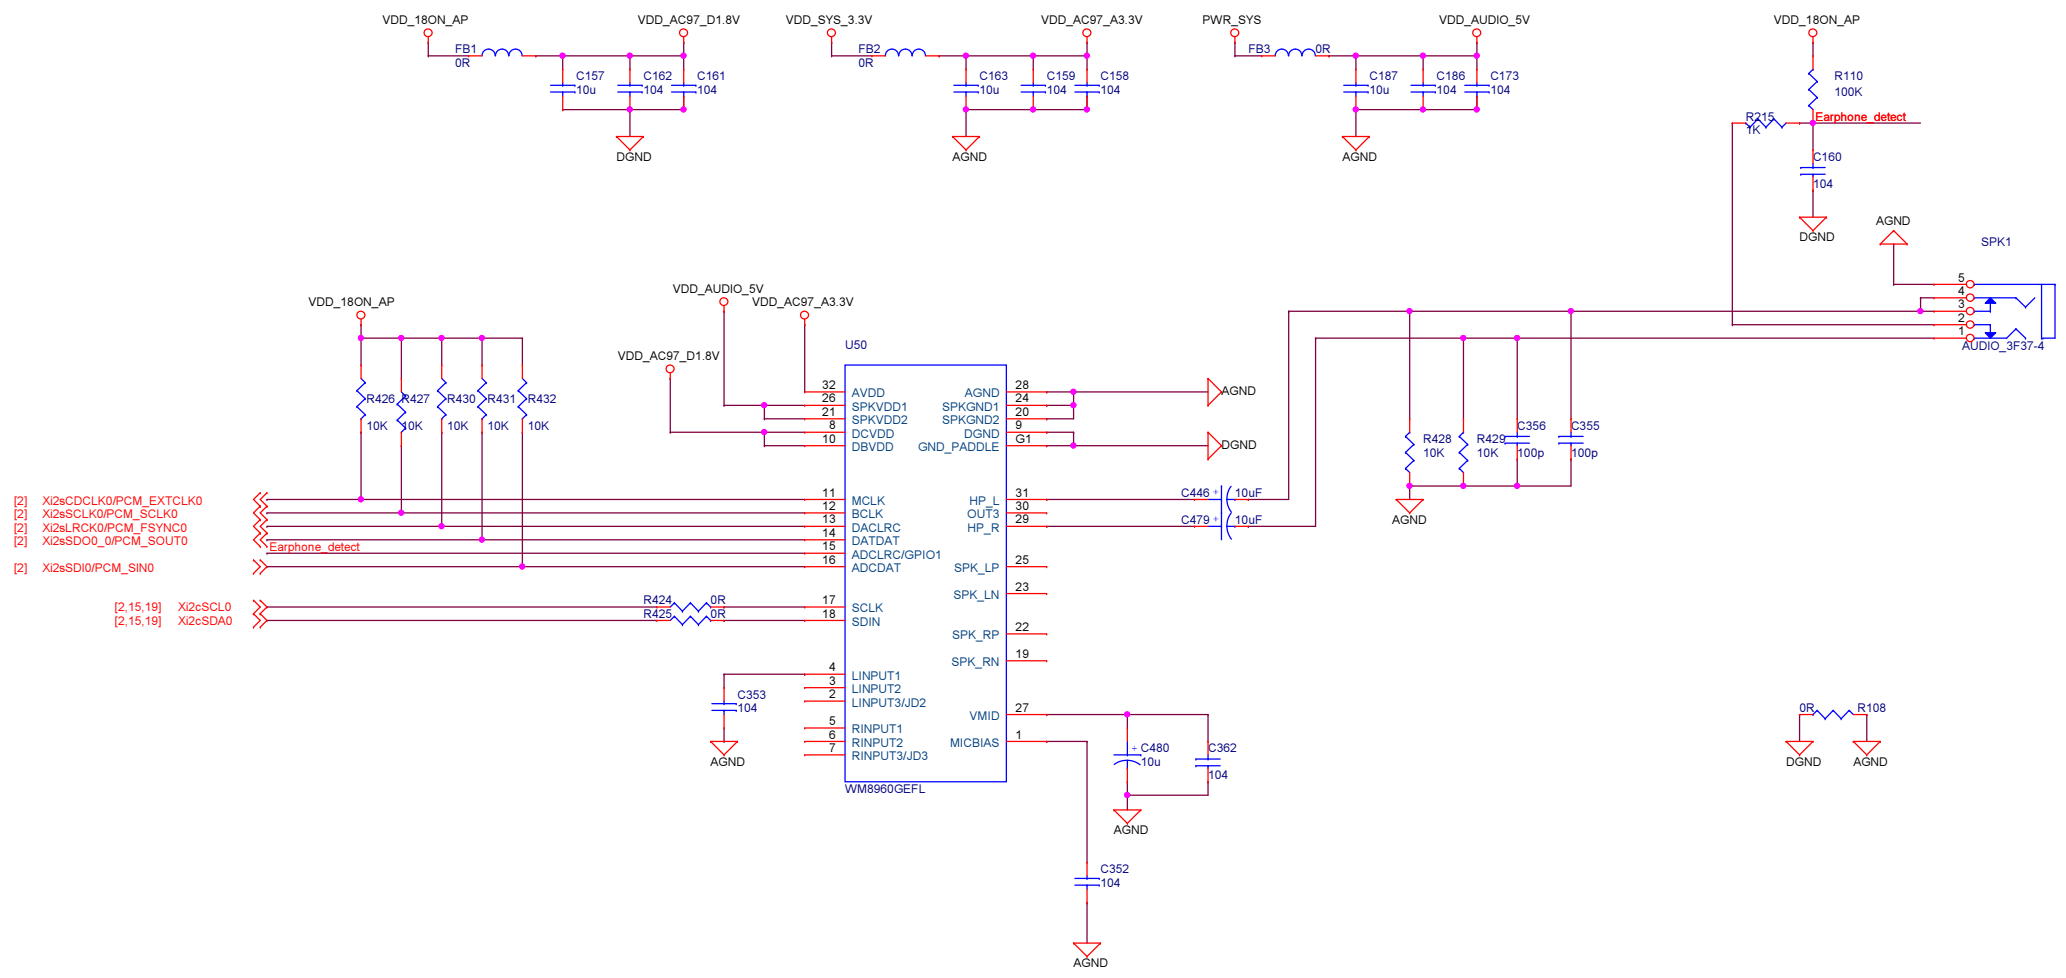 VDD_18ON_AP
VDD_AC97_D1.8V
VDD_SYS_3.3V
VDD_AC97_A3.3V
PWR_SYS
VDD_AUDIO_5V
VDD_18ON_AP
FB1
0R
FB2
0R
FB3
0R
C157
10u
C162
104
C161
104
C163
10u
C159
104
C158
104
C187
10u
C186
104
C173
104
R110
100K
R215
1K
Earphone_detect
C160
104
DGND
AGND
AGND
DGND
AGND
SPK1
5
4
3
2
1
AUDIO_3F37-4
VDD_18ON_AP
VDD_AUDIO_5V
VDD_AC97_A3.3V
VDD_AC97_D1.8V
U50
R426
10K
R427
10K
R430
10K
R431
10K
R432
10K
32 AVDD
26 SPKVDD1
21 SPKVDD2
8 DCVDD
10 DBVDD
AGND 28
SPKGND1 24
SPKGND2 20
DGND 9
GND_PADDLE G1
AGND
DGND
R428
10K
R429
10K
C356
100p
C355
100p
AGND
[2] Xi2sCDCLK0/PCM_EXTCLK0
[2] Xi2sSCLK0/PCM_SCLK0
[2] Xi2sLRCK0/PCM_FSYNC0
[2] Xi2sSDO0_0/PCM_SOUT0
Earphone_detect
[2] Xi2sSDI0/PCM_SIN0
11 MCLK
12 BCLK
13 DACLRC
14 DATDAT
15 ADCLRC/GPIO1
16 ADCDAT
HP_L 31
OUT3 30
HP_R 29
C446 + 10uF
C479 + 10uF
SPK_LP 25
SPK_LN 23
SPK_RP 22
SPK_RN 19
[2,15,19] Xi2cSCL0
[2,15,19] Xi2cSDA0
R424 0R
R425 0R
17 SCLK
18 SDIN
4 LINPUT1
3 LINPUT2
2 LINPUT3/JD2
5 RINPUT1
6 RINPUT2
7 RINPUT3/JD3
C353
104
AGND
VMID 27
MICBIAS 1
WM8960GEFL
+ C480
10u
C362
104
AGND
C352
104
AGND
0R R108
DGND
AGND